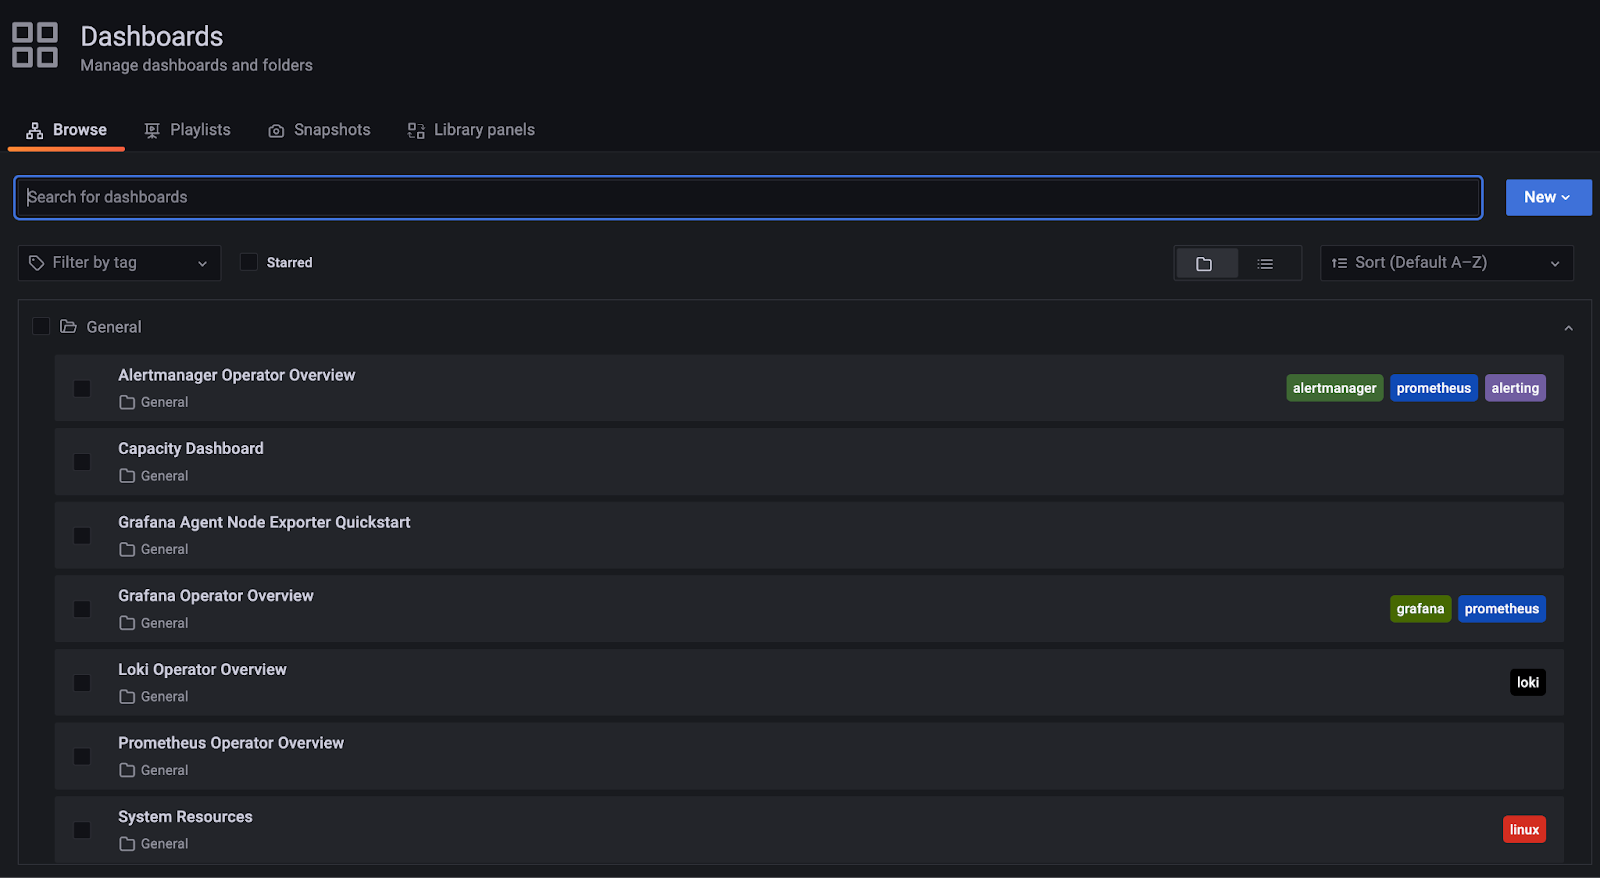 Dashboards
Manage dashboards and folders
Browse Playlists Snapshots Library panels
Search for dashboards New
Filter by tag Starred Sort (Default A–Z)
General
Alertmanager Operator Overview
General alertmanager prometheus alerting
Capacity Dashboard
General
Grafana Agent Node Exporter Quickstart
General
Grafana Operator Overview
General grafana prometheus
Loki Operator Overview
General loki
Prometheus Operator Overview
General
System Resources
General linux